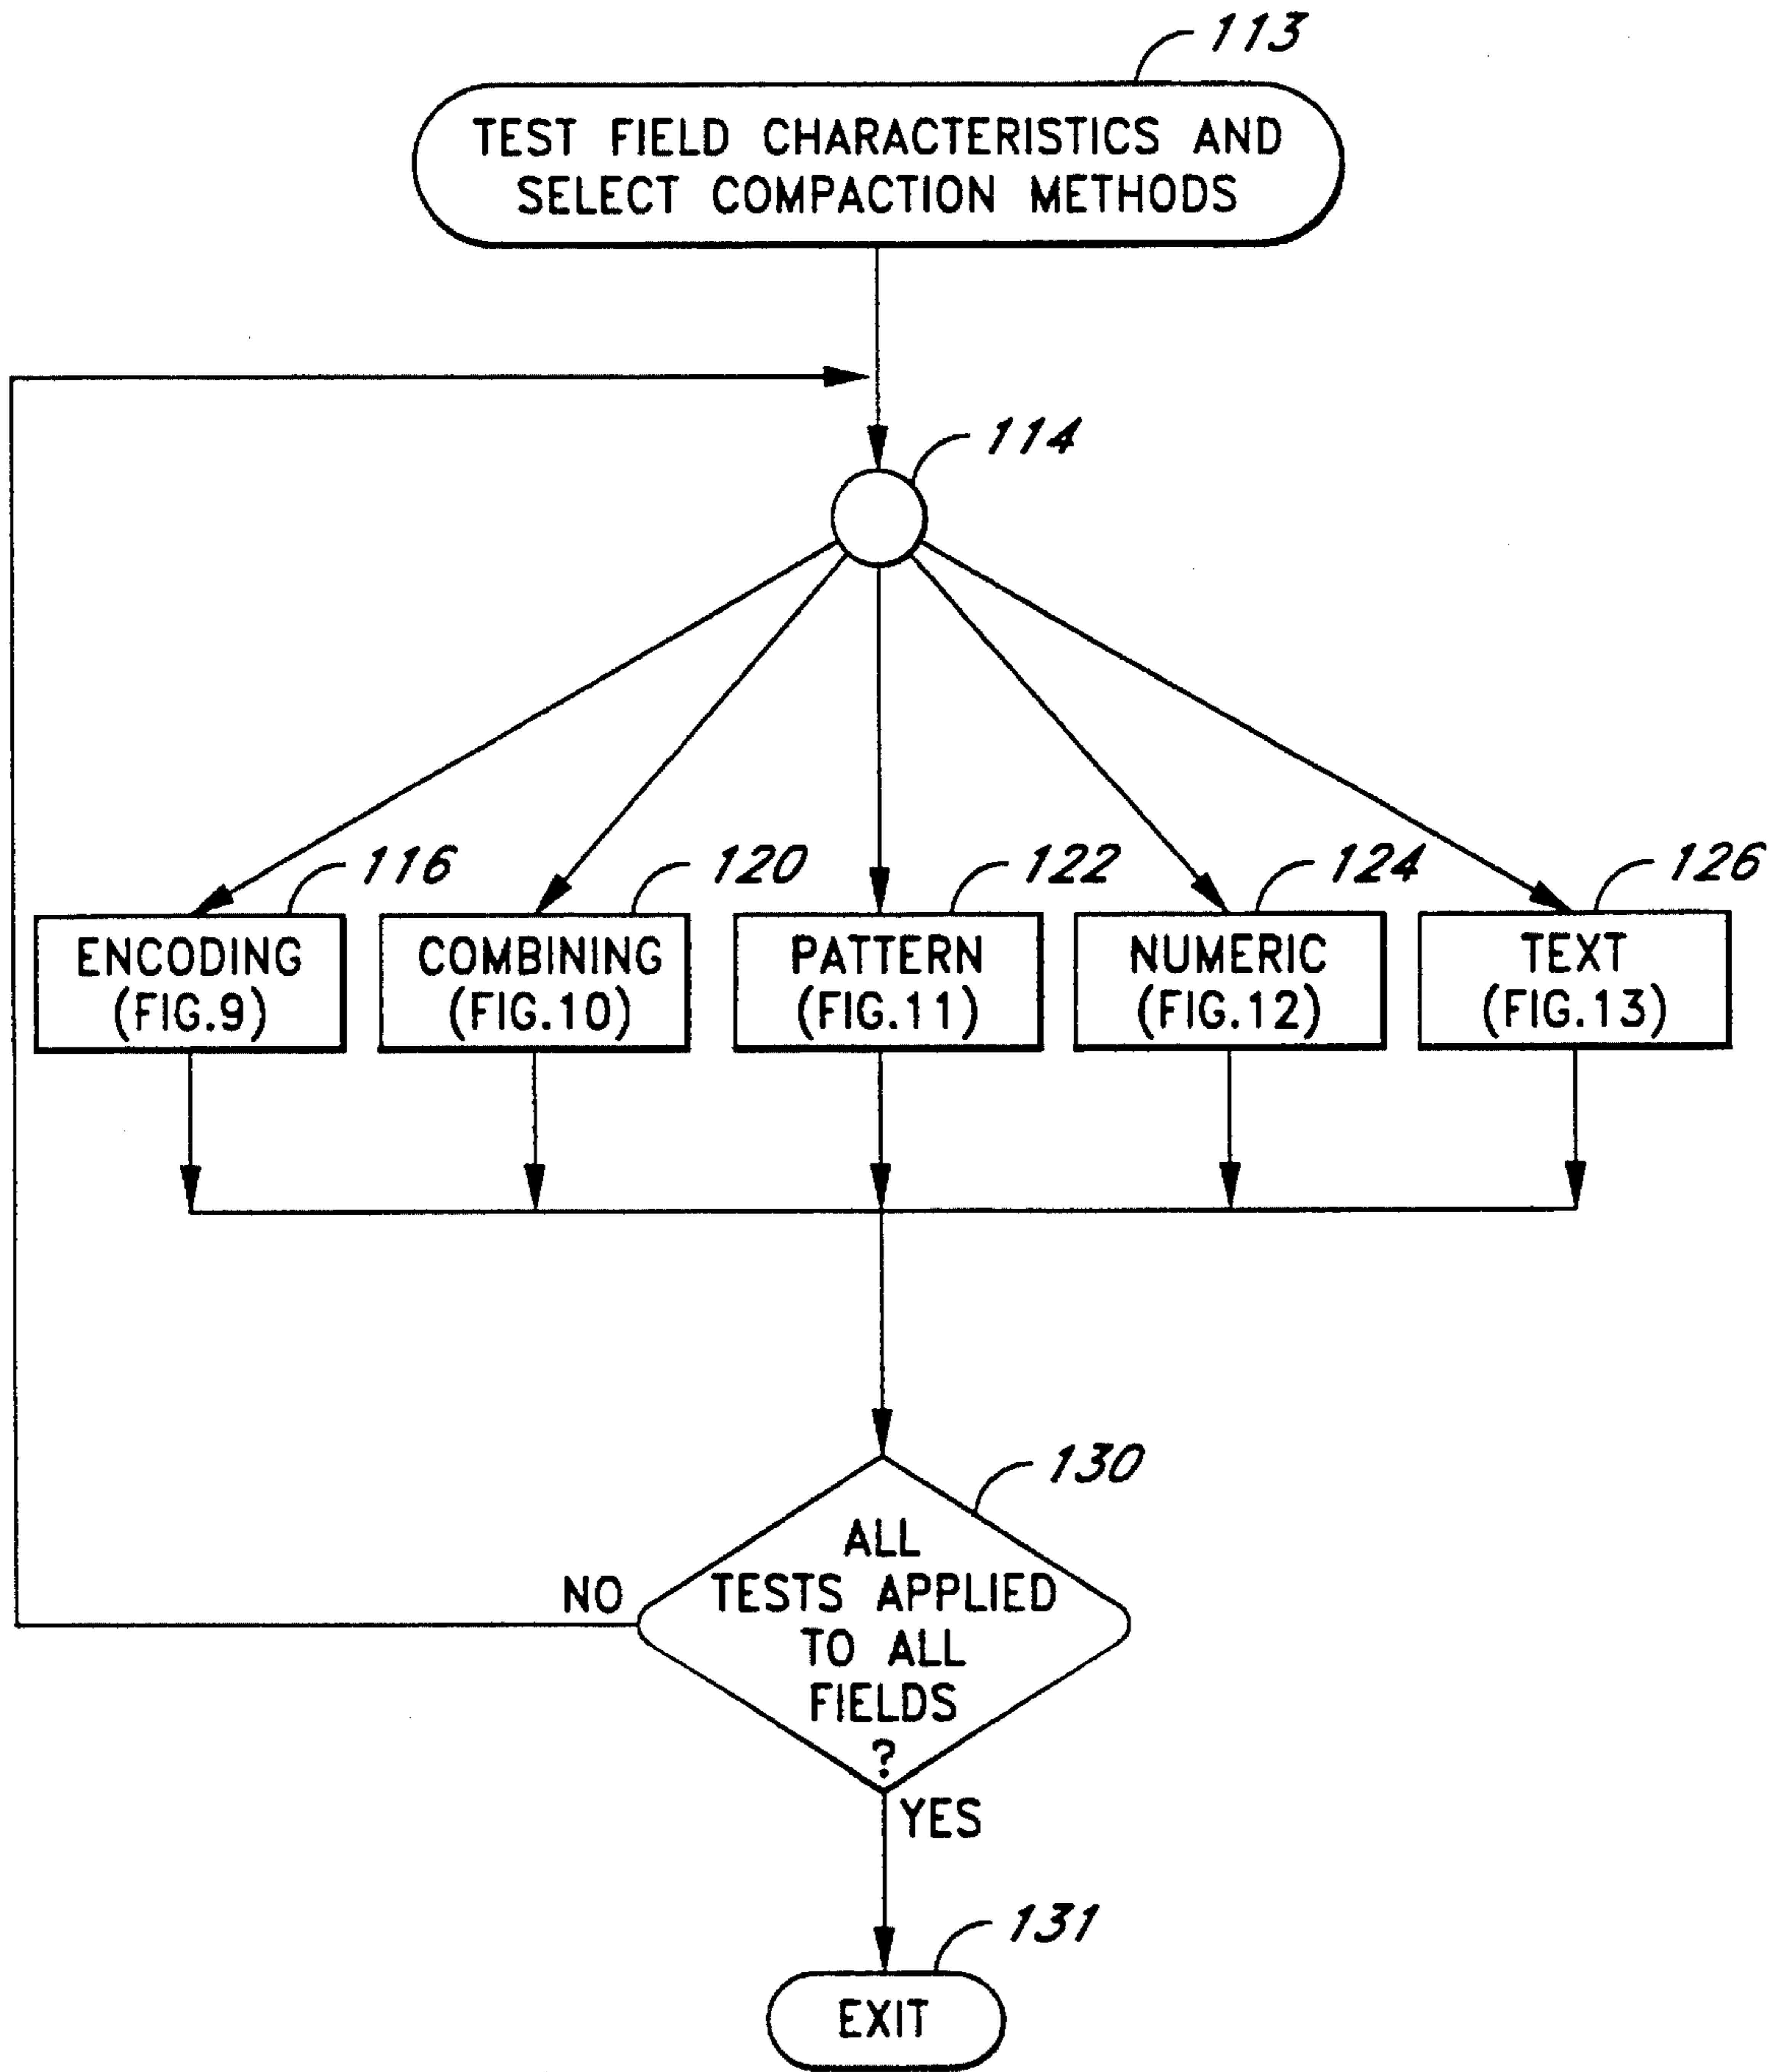 113
TEST FIELD CHARACTERISTICS AND
SELECT COMPACTION METHODS
114
116
120
122
124
126
ENCODING
(FIG.9)
COMBINING
(FIG.10)
PATTERN
(FIG.11)
NUMERIC
(FIG.12)
TEXT
(FIG.13)
130
ALL
TESTS APPLIED
TO ALL
FIELDS
?
NO
YES
131
EXIT